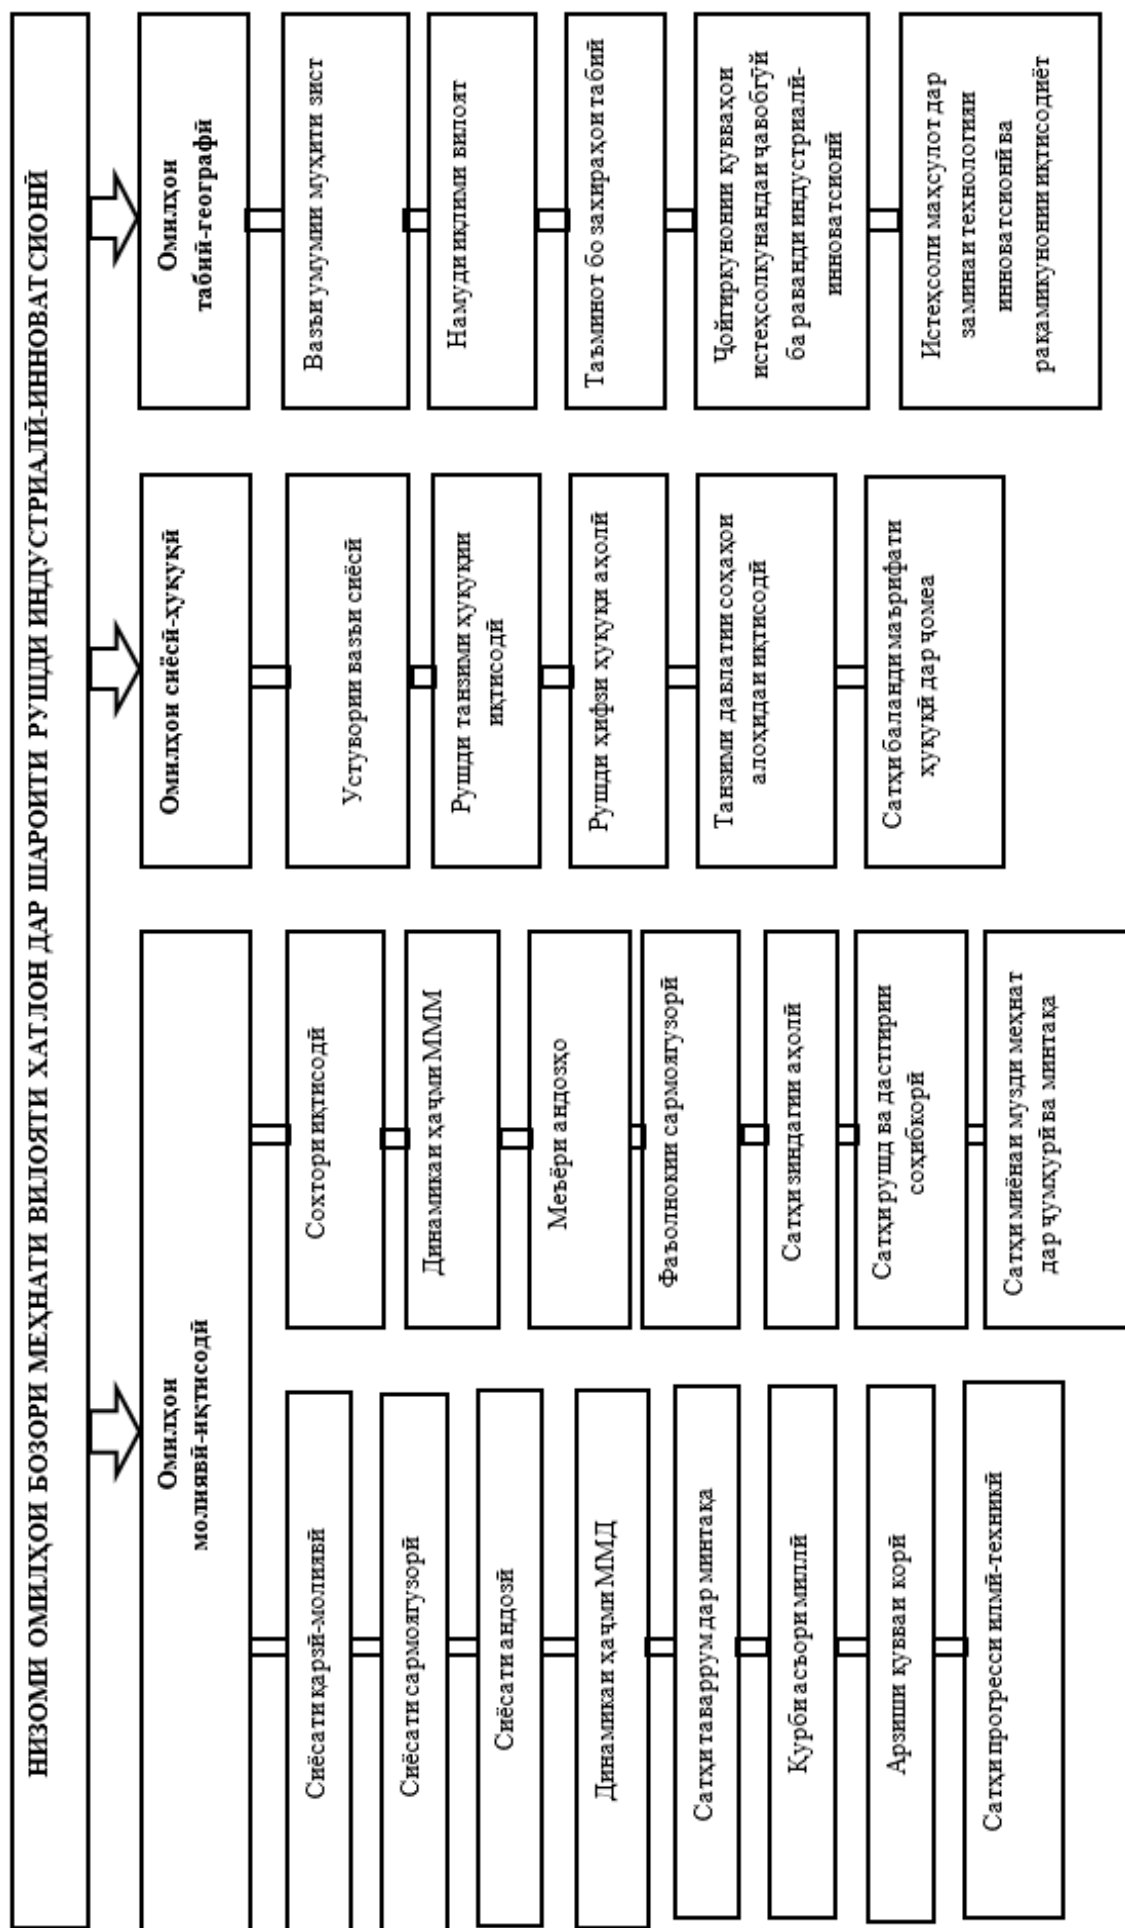 НИЗОМИ ОМИЛҲОИ БОЗОРИ МЕҲНАТИ ВИЛОЯТИ ХАТЛОН ДАР ШАРОИТИ РУШДИ ИНДУСТРИАЛӢ-ИННОВАТСИОНӢ
Омилҳои
молиявӣ-иқтисодӣ
Сиёсати қарзӣ-молиявӣ
Сиёсати сармоягузорӣ
Сиёсати андозӣ
Динамикаи ҳаҷми ММД
Сатҳи таваррум дар минтақа
Қурби асъори миллӣ
Арзиши қувваи корӣ
Сатҳи прогресси илмӣ-техникӣ
Сохтори иқтисодӣ
Динамикаи ҳаҷми МММ
Меъёри андозҳо
Фаъолнокии сармоягузорӣ
Сатҳи зиндагии аҳолӣ
Сатҳи рушд ва дастгирии
соҳибкорӣ
Сатҳи миёнаи музди меҳнат
дар ҷумҳурӣ ва минтақа
Омилҳои сиёсӣ-ҳуқуқӣ
Устувории вазъи сиёсӣ
Рушди танзими ҳуқуқии
иқтисодӣ
Рушди ҳифзи ҳуқуқи аҳолӣ
Танзими давлатии соҳаҳои
алоҳидаи иқтисодӣ
Сатҳи баланди маърифати
ҳуқуқӣ дар ҷомеа
Омилҳои
табиӣ-географӣ
Вазъи умумии муҳити зист
Намуди иқлими вилоят
Таъминот бо захираҳои табиӣ
Ҷойгиркунонии қувваҳои
истеҳсолкунандаи ҷавобгӯй
ба раванди индустриалӣ-
инноватсионӣ
Истеҳсоли маҳсулот дар
заминаи технологияи
инноватсионӣ ва
рақамикунонии иқтисодиёт